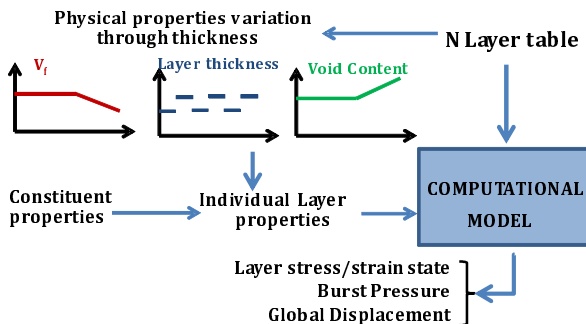 Physical properties variation
through thickness
N Layer table
Vf
Layer thickness
Void Content
Constituent
properties
Individual Layer
properties
COMPUTATIONAL
MODEL
Layer stress/strain state
Burst Pressure
Global Displacement